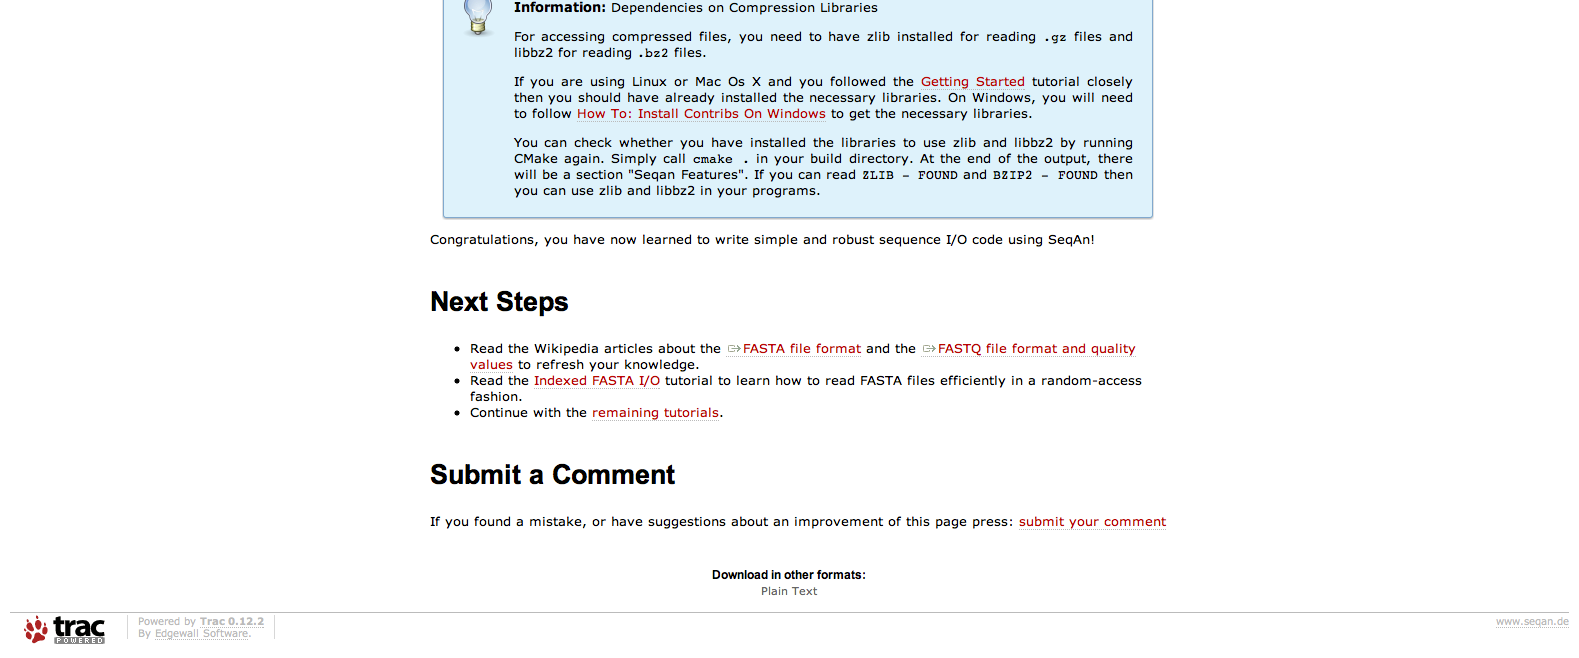 Information: Dependencies on Compression Libraries
For accessing compressed files, you need to have zlib installed for reading .gz files and
libbz2 for reading .bz2 files.
If you are using Linux or Mac Os X and you followed the Getting Started tutorial closely
then you should have already installed the necessary libraries. On Windows, you will need
to follow How To: Install Contribs On Windows to get the necessary libraries.
You can check whether you have installed the libraries to use zlib and libbz2 by running
CMake again. Simply call cmake . in your build directory. At the end of the output, there
will be a section "Seqan Features". If you can read ZLIB - FOUND and BZIP2 - FOUND then
you can use zlib and libbz2 in your programs.
Congratulations, you have now learned to write simple and robust sequence I/O code using SeqAn!
Next Steps
• Read the Wikipedia articles about the FASTA file format and the FASTQ file format and quality
values to refresh your knowledge.
• Read the Indexed FASTA I/O tutorial to learn how to read FASTA files efficiently in a random-access
fashion.
• Continue with the remaining tutorials.
Submit a Comment
If you found a mistake, or have suggestions about an improvement of this page press: submit your comment
Download in other formats:
Plain Text
trac
POWERED
Powered by Trac 0.12.2
By Edgewall Software.
www.seqan.de